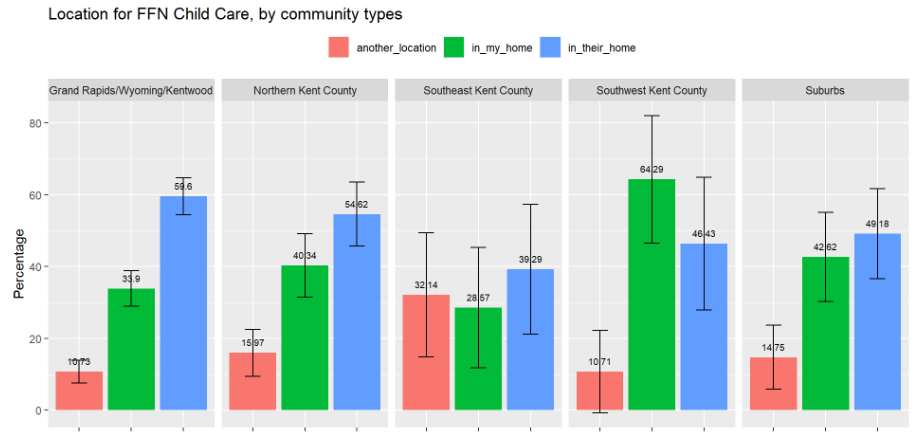 Location for FFN Child Care, by community types
another_location in_my_home in_their_home
Grand Rapids/Wyoming/Kentwood Northern Kent County Southeast Kent County Southwest Kent County Suburbs
Percentage
80
60
40
20
0
10.73 33.9 59.6
15.97 40.34 54.62
32.14 28.57 39.29
10.71 64.29 46.43
14.75 42.62 49.18